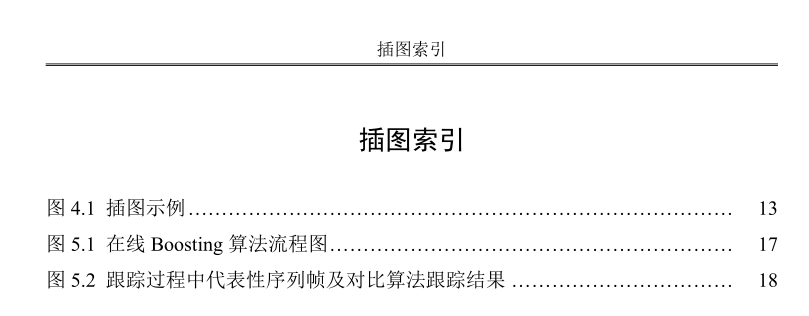 插图索引
插图索引
图 4.1 插图示例.................................................................................... 13
图 5.1 在线 Boosting 算法流程图.............................................................. 17
图 5.2 跟踪过程中代表性序列帧及对比算法跟踪结果 .................................. 18